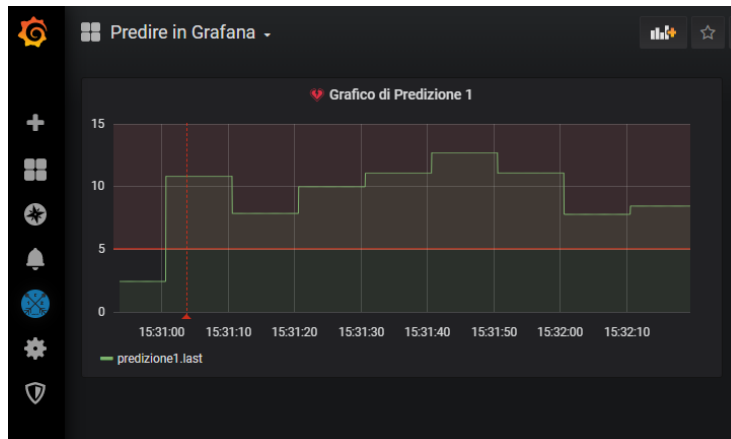 Predire in Grafana
Grafico di Predizione 1
15
10
5
0
15:31:00 15:31:10 15:31:20 15:31:30 15:31:40 15:31:50 15:32:00 15:32:10
predizione1.last